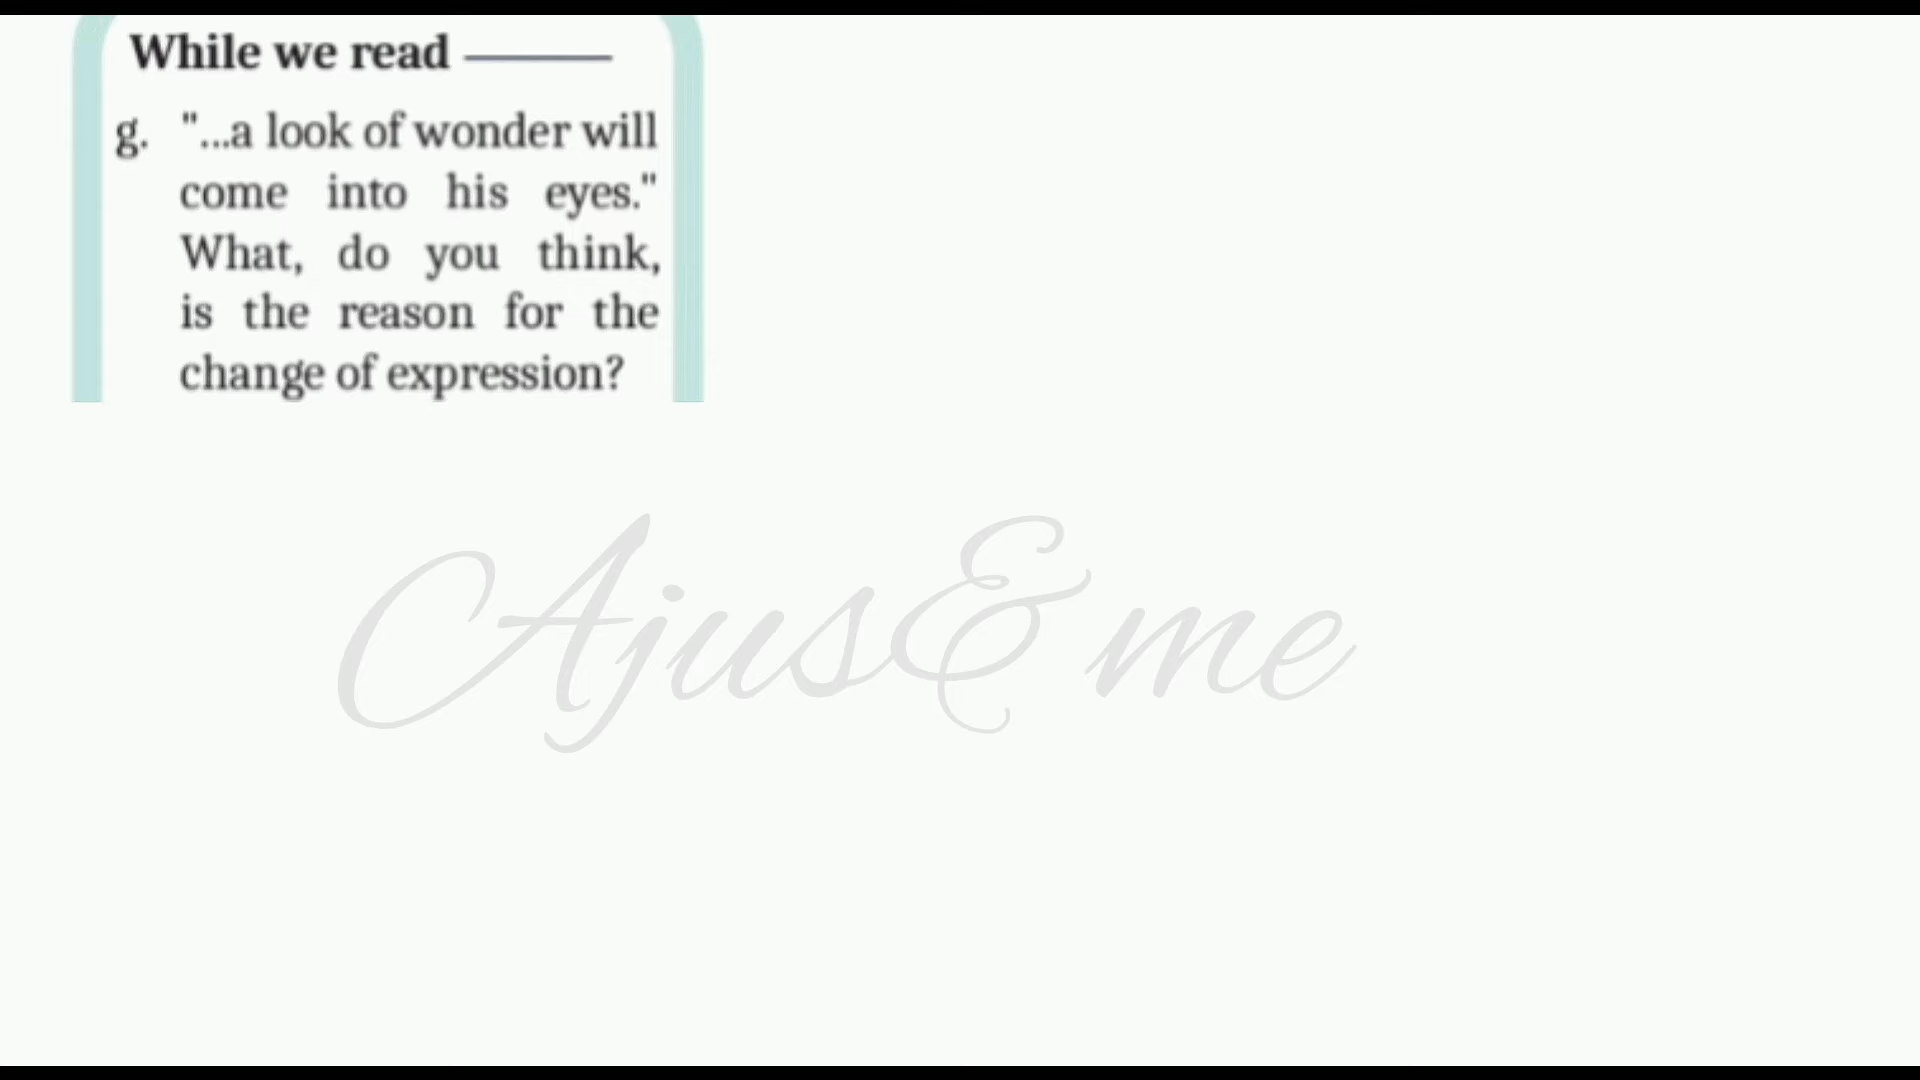 While we read
g. "...a look of wonder will
come into his eyes."
What, do you think,
is the reason for the
change of expression?
Ajus & me